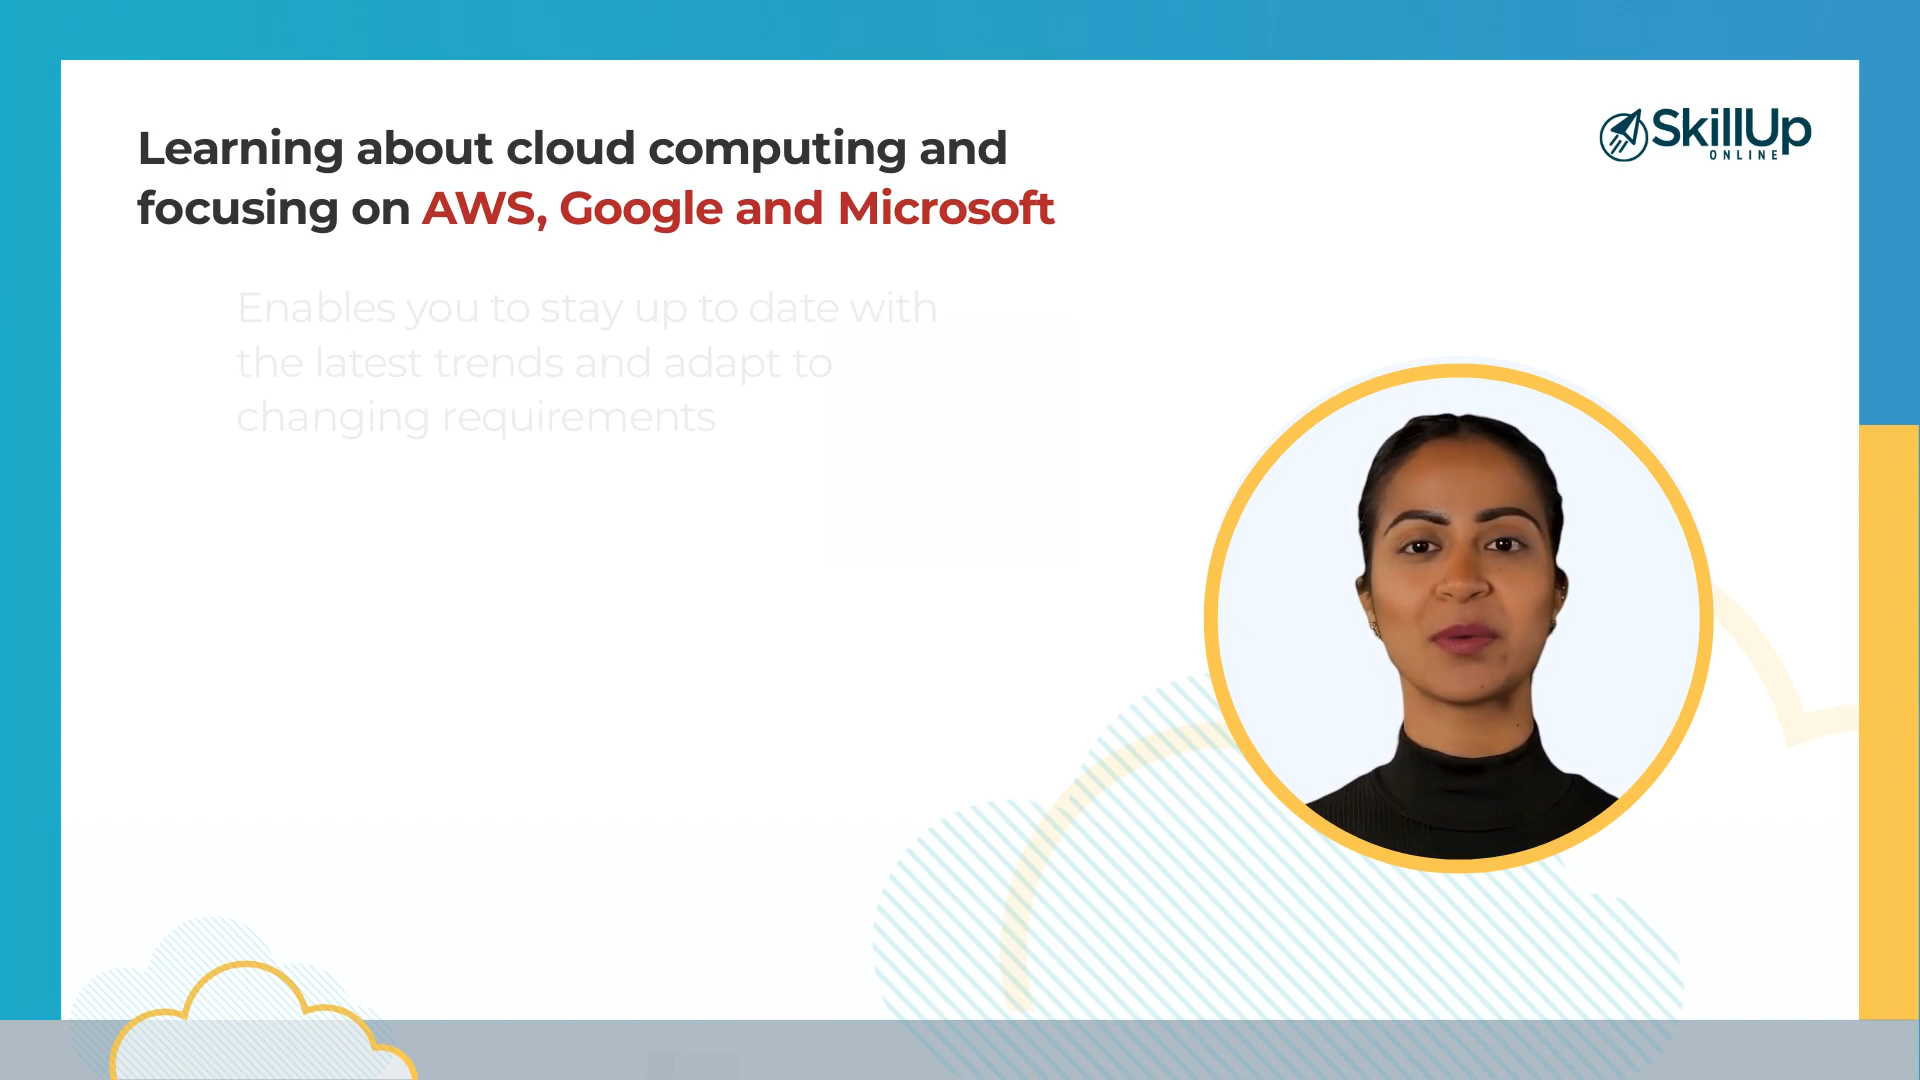 Learning about cloud computing and
focusing on AWS, Google and Microsoft
SkillUp
ONLINE
Enables you to stay up to date with
the latest trends and adapt to
changing requirements